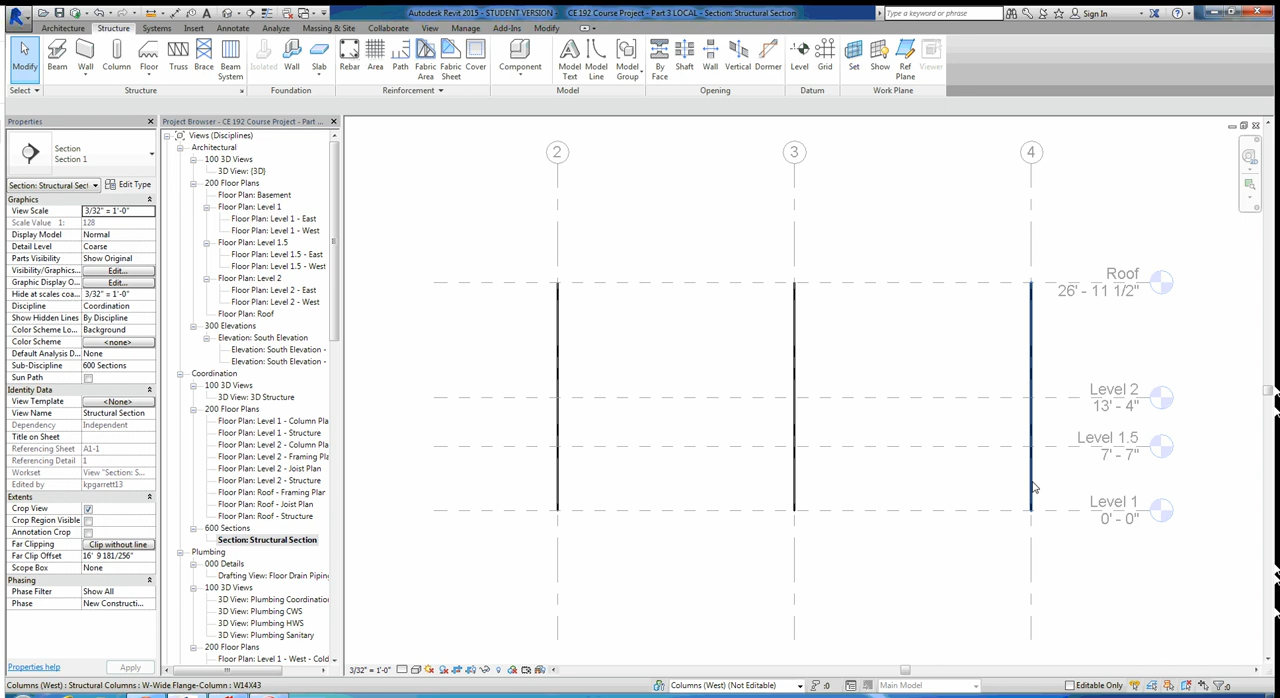 Autodesk Revit 2015 - STUDENT VERSION - CE 192 Course Project - Part 3 LOCAL - Section: Structural Section
Type a keyword or phrase
Sign In
Architecture Structure Systems Insert Annotate Analyze Massing & Site Collaborate View Manage Add-Ins Modify
Modify Beam Wall Column Floor Truss Brace Beam System Isolated Wall Slab Rebar Area Path Fabric Area Fabric Sheet Cover Component Model Text Model Line Model Group By Face Shaft Wall Vertical Dormer Level Grid Set Show Ref Plane Viewer
Select Structure Foundation Reinforcement Model Opening Datum Work Plane
Properties
Section
Section 1
Section: Structural Sect Edit Type
Graphics
View Scale 3/32" = 1'-0"
Scale Value 1: 128
Display Model Normal
Detail Level Coarse
Parts Visibility Show Original
Visibility/Graphics... Edit...
Graphic Display O... Edit...
Hide at scales coa... 3/32" = 1'-0"
Discipline Coordination
Show Hidden Lines By Discipline
Color Scheme Lo... Background
Color Scheme <none>
Default Analysis D... None
Sub-Discipline 600 Sections
Sun Path
Identity Data
View Template <None>
View Name Structural Section
Dependency Independent
Title on Sheet
Referencing Sheet A1-1
Referencing Detail 1
Workset View "Section: S...
Edited by kpgarrett13
Extents
Crop View
Crop Region Visible
Annotation Crop
Far Clipping Clip without line
Far Clip Offset 16' 9 181/256"
Scope Box None
Phasing
Phase Filter Show All
Phase New Constructi...
Properties help Apply
Project Browser - CE 192 Course Project - Part ...
Views (Disciplines)
Architectural
100 3D Views
3D View: {3D}
200 Floor Plans
Floor Plan: Basement
Floor Plan: Level 1
Floor Plan: Level 1 - East
Floor Plan: Level 1 - West
Floor Plan: Level 1.5
Floor Plan: Level 1.5 - East
Floor Plan: Level 1.5 - West
Floor Plan: Level 2
Floor Plan: Level 2 - East
Floor Plan: Level 2 - West
Floor Plan: Roof
300 Elevations
Elevation: South Elevation
Elevation: South Elevation -
Elevation: South Elevation -
Coordination
100 3D Views
3D View: 3D Structure
200 Floor Plans
Floor Plan: Level 1 - Column Pla
Floor Plan: Level 1 - Structure
Floor Plan: Level 2 - Column Pla
Floor Plan: Level 2 - Framing Pla
Floor Plan: Level 2 - Joist Plan
Floor Plan: Level 2 - Structure
Floor Plan: Roof - Framing Plan
Floor Plan: Roof - Joist Plan
Floor Plan: Roof - Structure
600 Sections
Section: Structural Section
Plumbing
000 Details
Drafting View: Floor Drain Piping
100 3D Views
3D View: Plumbing Coordination
3D View: Plumbing CWS
3D View: Plumbing HWS
3D View: Plumbing Sanitary
200 Floor Plans
Floor Plan: Level 1 - West - Cold
2 3 4
Roof
26' - 11 1/2"
Level 2
13' - 4"
Level 1.5
7' - 7"
Level 1
0' - 0"
3/32" = 1'-0"
Columns (West) : Structural Columns : W-Wide Flange-Column : W14X43
Columns (West) (Not Editable) :0 Main Model Editable Only :0